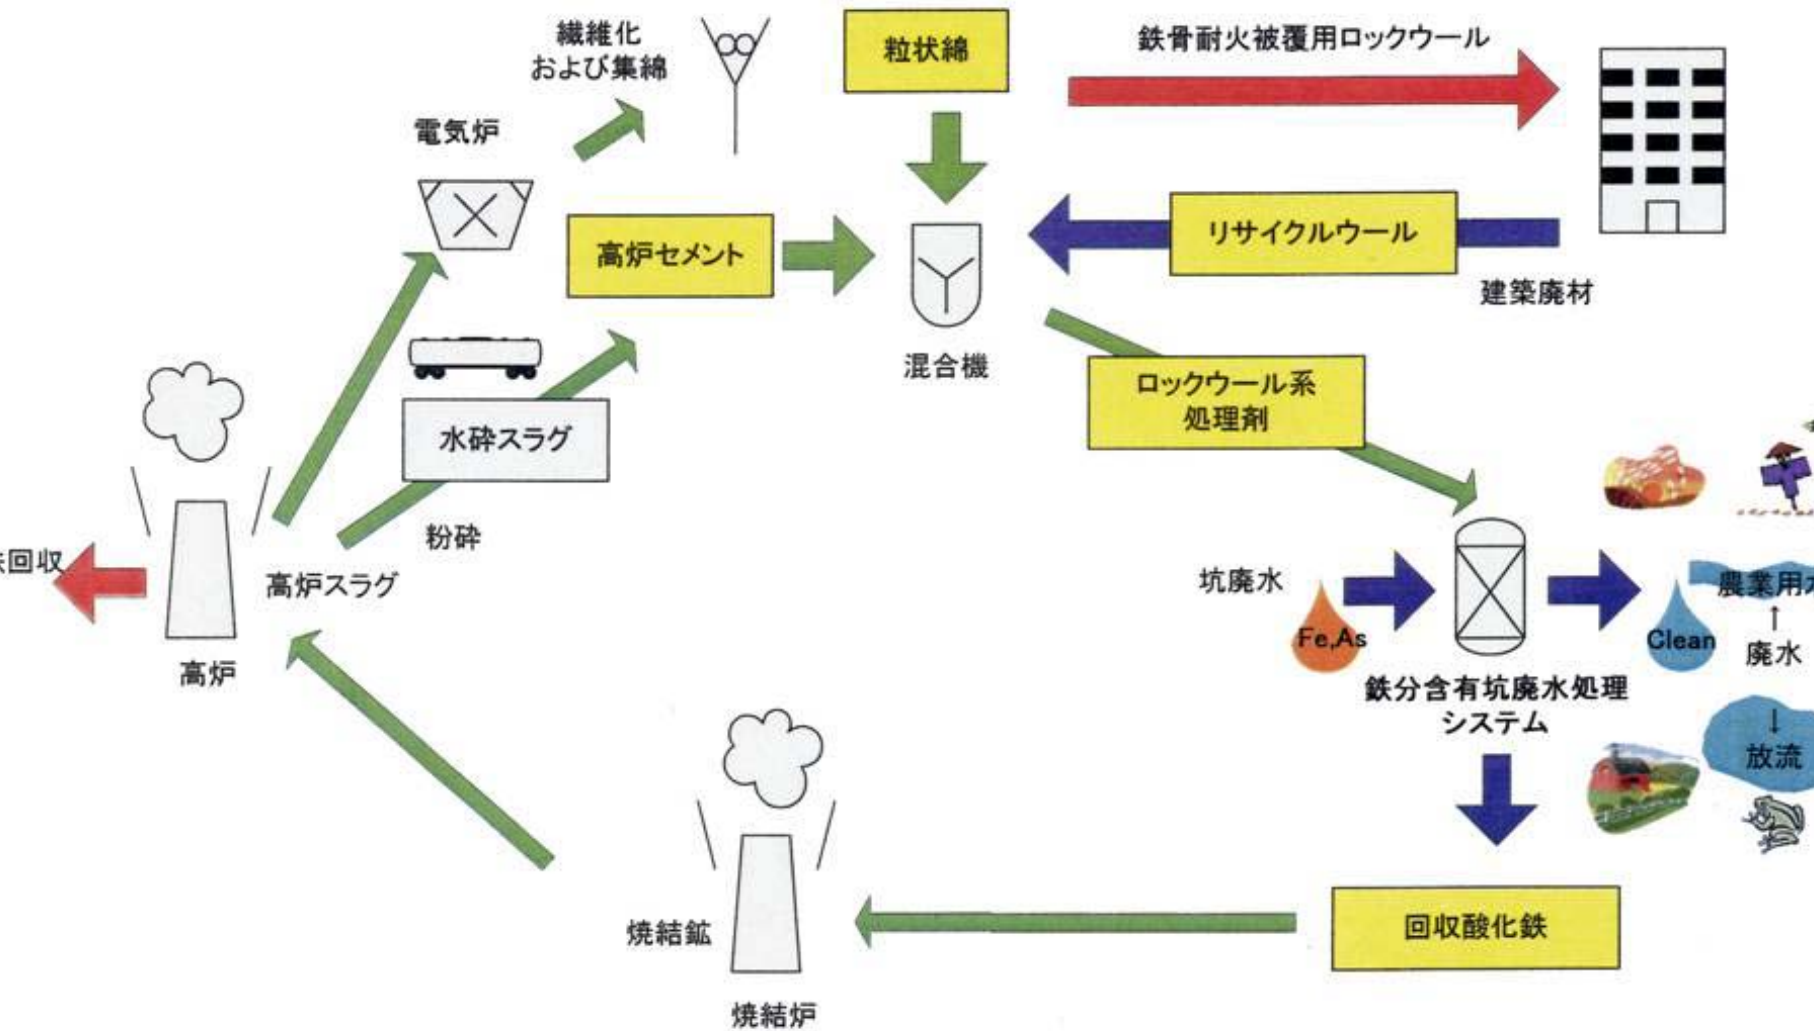 繊維化
および集綿
粒状綿
鉄骨耐火被覆用ロックウール
電気炉
高炉セメント
リサイクルウール
建築廃材
混合機
ロックウール系
処理剤
水砕スラグ
粉砕
回収
高炉スラグ
高炉
坑廃水
Fe,As
Clean
農業用
↑
廃水
鉄分含有坑廃水処理
システム
↓
放流
回収酸化鉄
焼結鉱
焼結炉